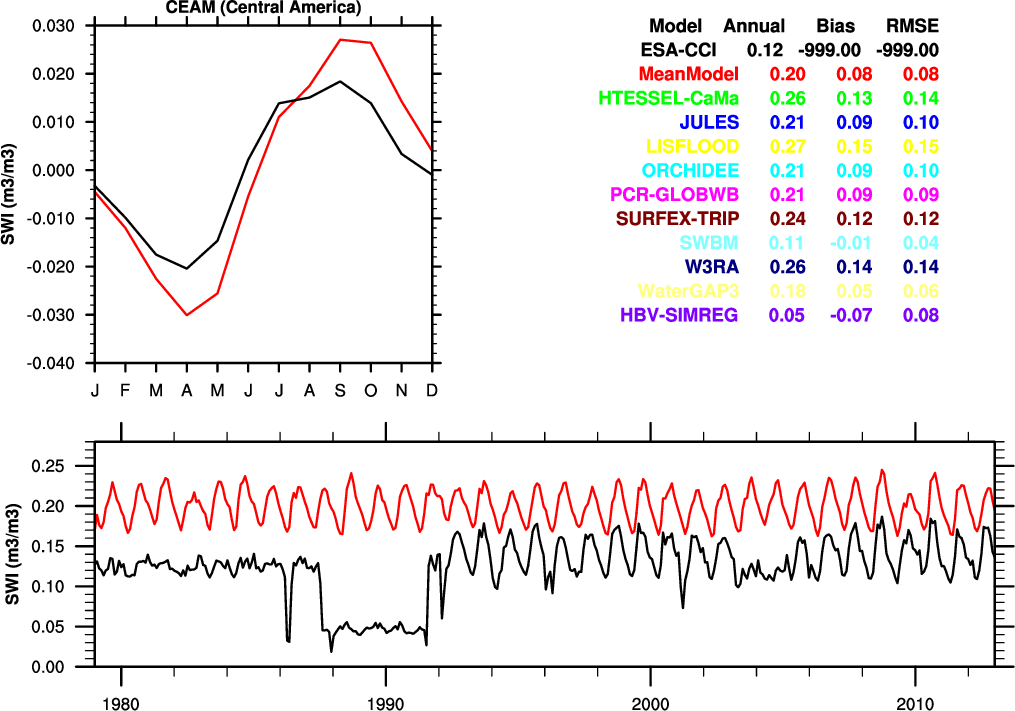 CEAM (Central America)
0.030
0.020
0.010
0.000
-0.010
-0.020
-0.030
-0.040
SWI (m3/m3)
J F M A M J J A S O N D
Model Annual Bias RMSE
ESA-CCI 0.12 -999.00 -999.00
MeanModel 0.20 0.08 0.08
HTESSEL-CaMa 0.26 0.13 0.14
JULES 0.21 0.09 0.10
LISFLOOD 0.27 0.15 0.15
ORCHIDEE 0.21 0.09 0.10
PCR-GLOBWB 0.21 0.09 0.09
SURFEX-TRIP 0.24 0.12 0.12
SWBM 0.11 -0.01 0.04
W3RA 0.26 0.14 0.14
WaterGAP3 0.18 0.05 0.06
HBV-SIMREG 0.05 -0.07 0.08
0.25
0.20
0.15
0.10
0.05
0.00
SWI (m3/m3)
1980 1990 2000 2010